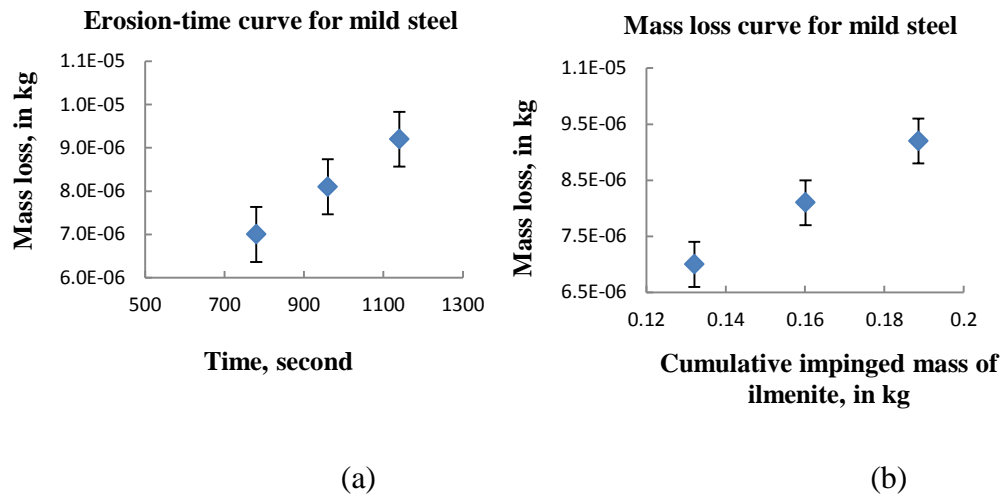 Erosion-time curve for mild steel
Mass loss, in kg
1.1E-05
1.0E-05
9.0E-06
8.0E-06
7.0E-06
6.0E-06
500 700 900 1100 1300
Time, second
(a)
Mass loss curve for mild steel
Mass loss, in kg
1.1E-05
9.5E-06
8.5E-06
7.5E-06
6.5E-06
0.12 0.14 0.16 0.18 0.2
Cumulative impinged mass of
ilmenite, in kg
(b)